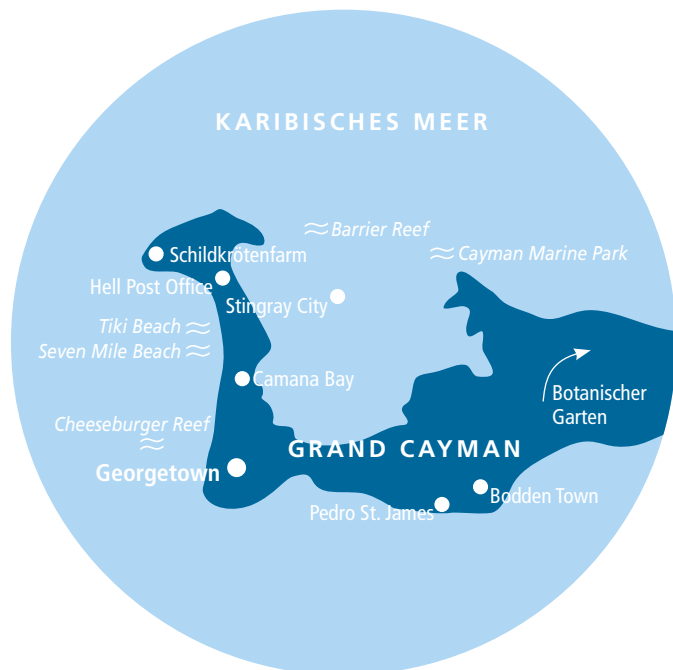 KARIBISCHES MEER
Barrier Reef
Cayman Marine Park
Schildkrötenfarm
Hell Post Office
Stingray City
Tiki Beach
Seven Mile Beach
Camana Bay
Botanischer
Garten
Cheeseburger Reef
GRAND CAYMAN
Georgetown
Bodden Town
Pedro St. James